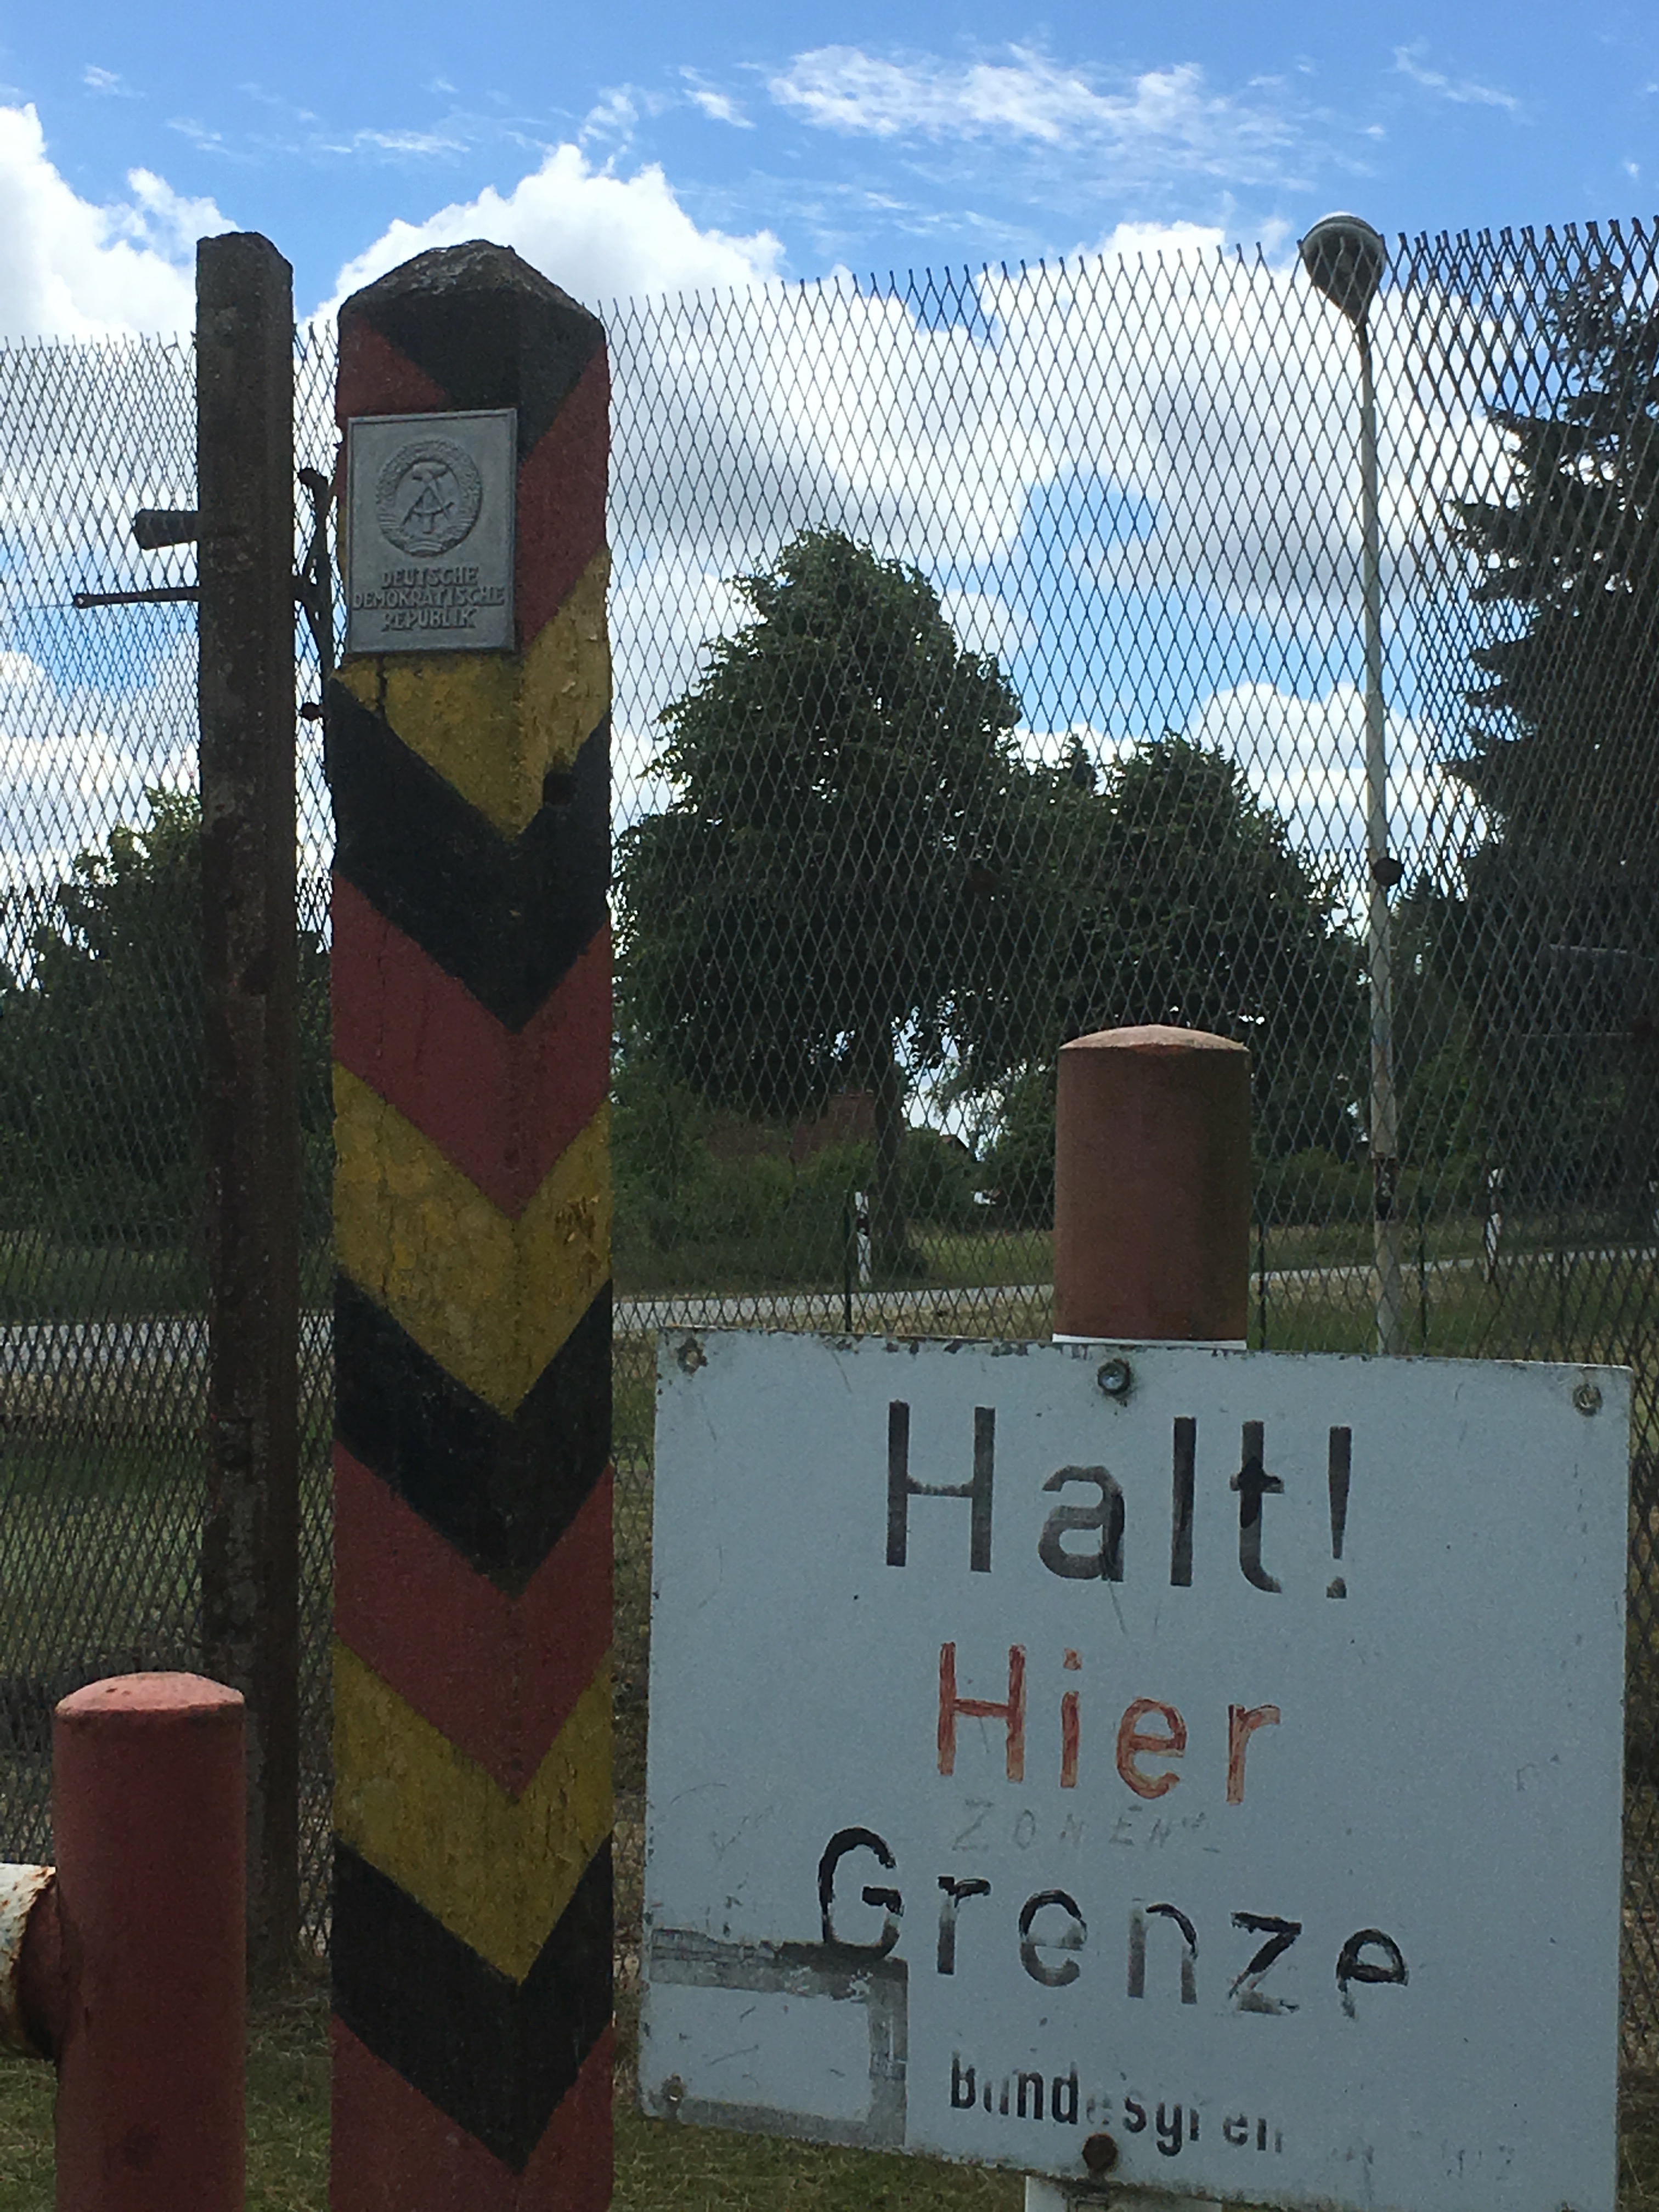 DEUTSCHE
DEMOKRATISCHE
REPUBLIK
Halt!
Hier
ZONEN-
Grenze